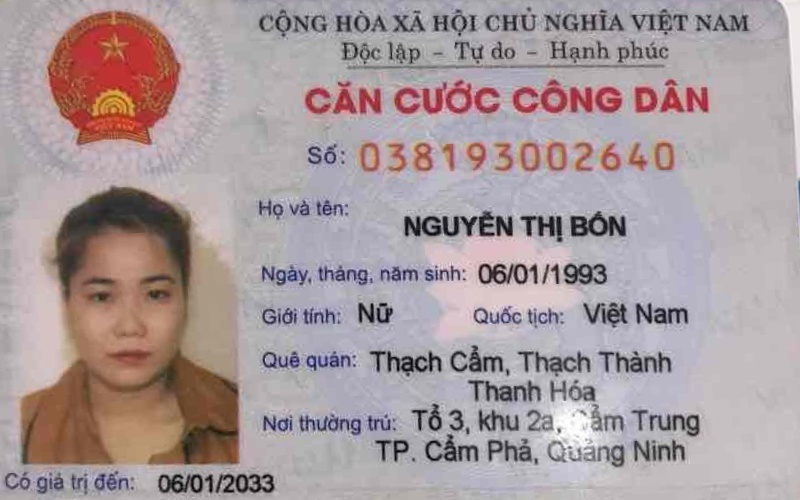 CỘNG HÒA XÃ HỘI CHỦ NGHĨA VIỆT NAM
Độc lập - Tự do - Hạnh phúc
CĂN CƯỚC CÔNG DÂN
Số: 038193002640
Họ và tên:
NGUYỄN THỊ BỐN
Ngày, tháng, năm sinh: 06/01/1993
Giới tính: Nữ Quốc tịch: Việt Nam
Quê quán: Thạch Cẩm, Thạch Thành
Thanh Hóa
Nơi thường trú: Tổ 3, khu 2a, Cẩm Trung
TP. Cẩm Phả, Quảng Ninh
Có giá trị đến: 06/01/2033